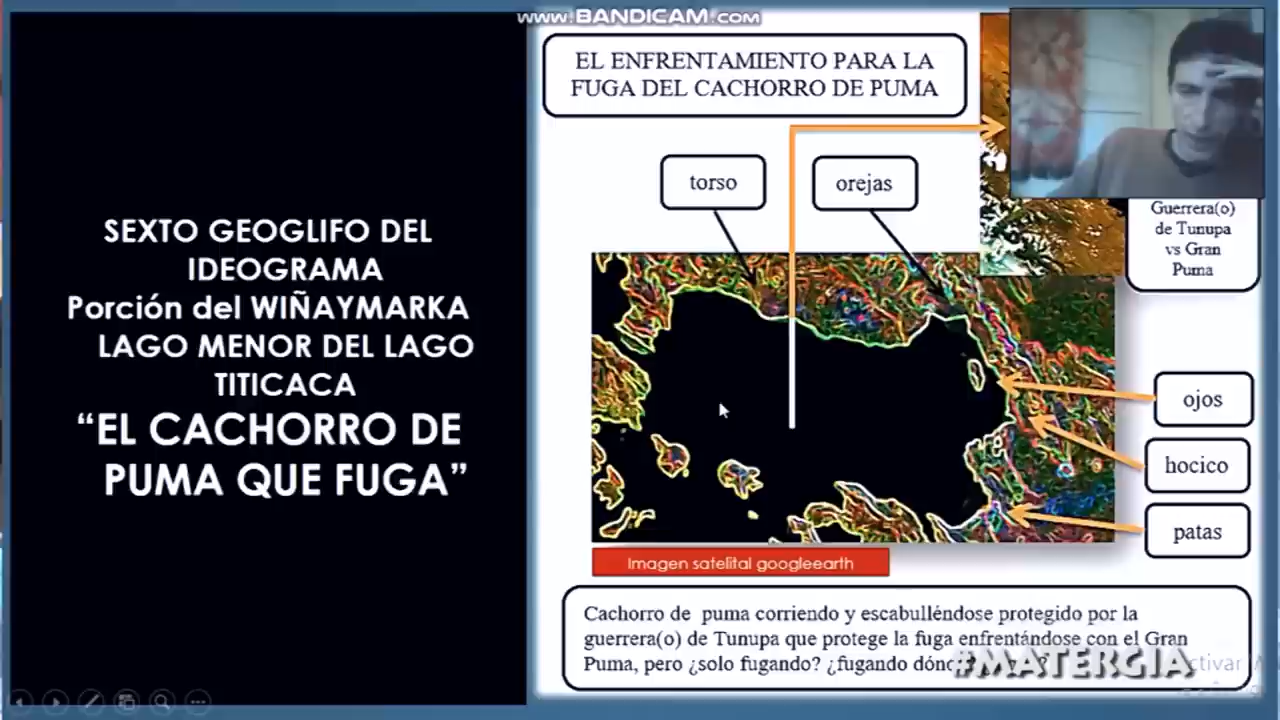 www.BANDICAM.com
SEXTO GEOGLIFO DEL
IDEOGRAMA
Porción del WIÑAYMARKA
LAGO MENOR DEL LAGO
TITICACA
“EL CACHORRO DE
PUMA QUE FUGA”
EL ENFRENTAMIENTO PARA LA
FUGA DEL CACHORRO DE PUMA
torso
orejas
Guerrera(o)
de Tunupa
vs Gran
Puma
ojos
hocico
patas
Imagen satelital googleearth
Cachorro de puma corriendo y escabulléndose protegido por la
guerrera(o) de Tunupa que protege la fuga enfrentándose con el Gran
Puma, pero ¿solo fugando? ¿fugando
#MATERGIA